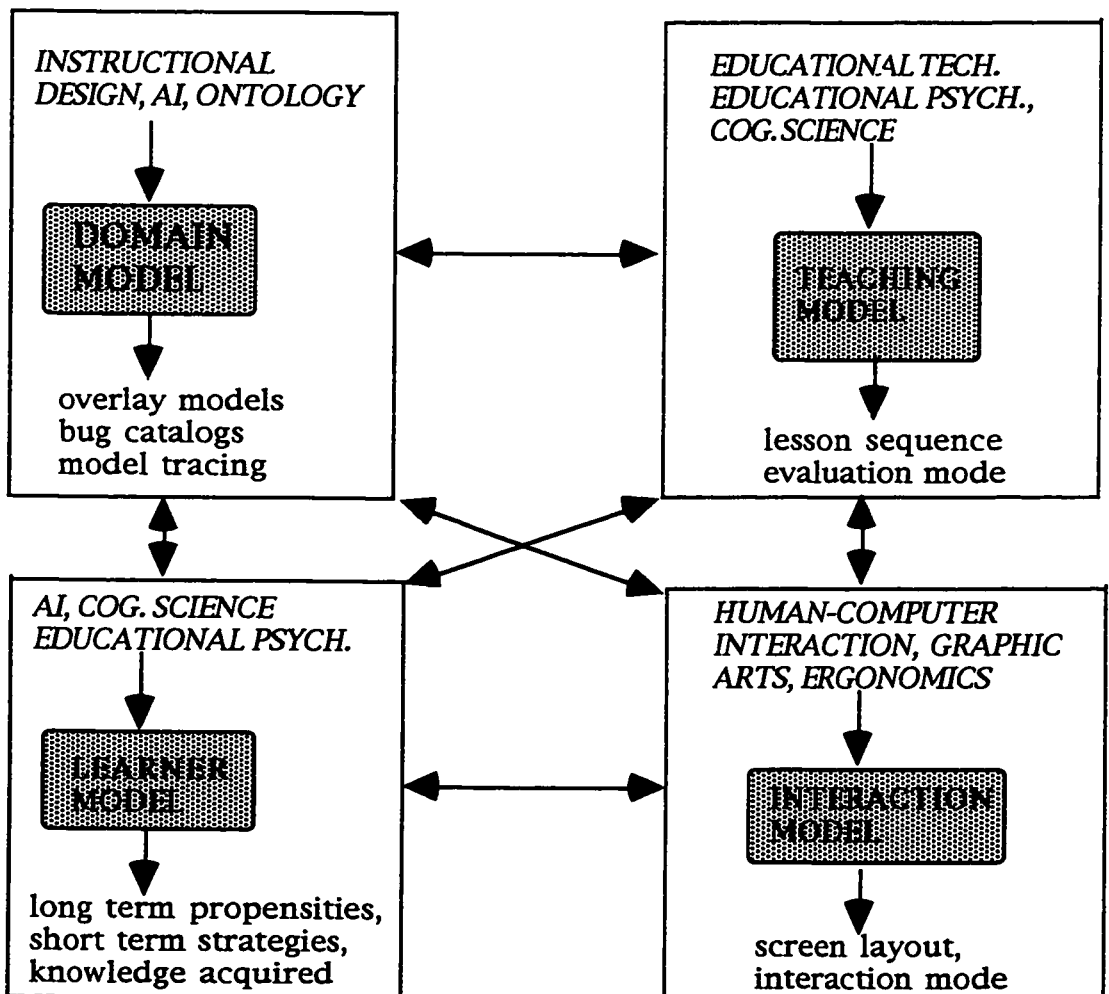 INSTRUCTIONAL
DESIGN, AI, ONTOLOGY
DOMAIN
MODEL
overlay models
bug catalogs
model tracing
EDUCATIONAL TECH.
EDUCATIONAL PSYCH.,
COG. SCIENCE
TEACHING
MODEL
lesson sequence
evaluation mode
AI, COG. SCIENCE
EDUCATIONAL PSYCH.
LEARNER
MODEL
long term propensities,
short term strategies,
knowledge acquired
HUMAN-COMPUTER
INTERACTION, GRAPHIC
ARTS, ERGONOMICS
INTERACTION
MODEL
screen layout,
interaction mode